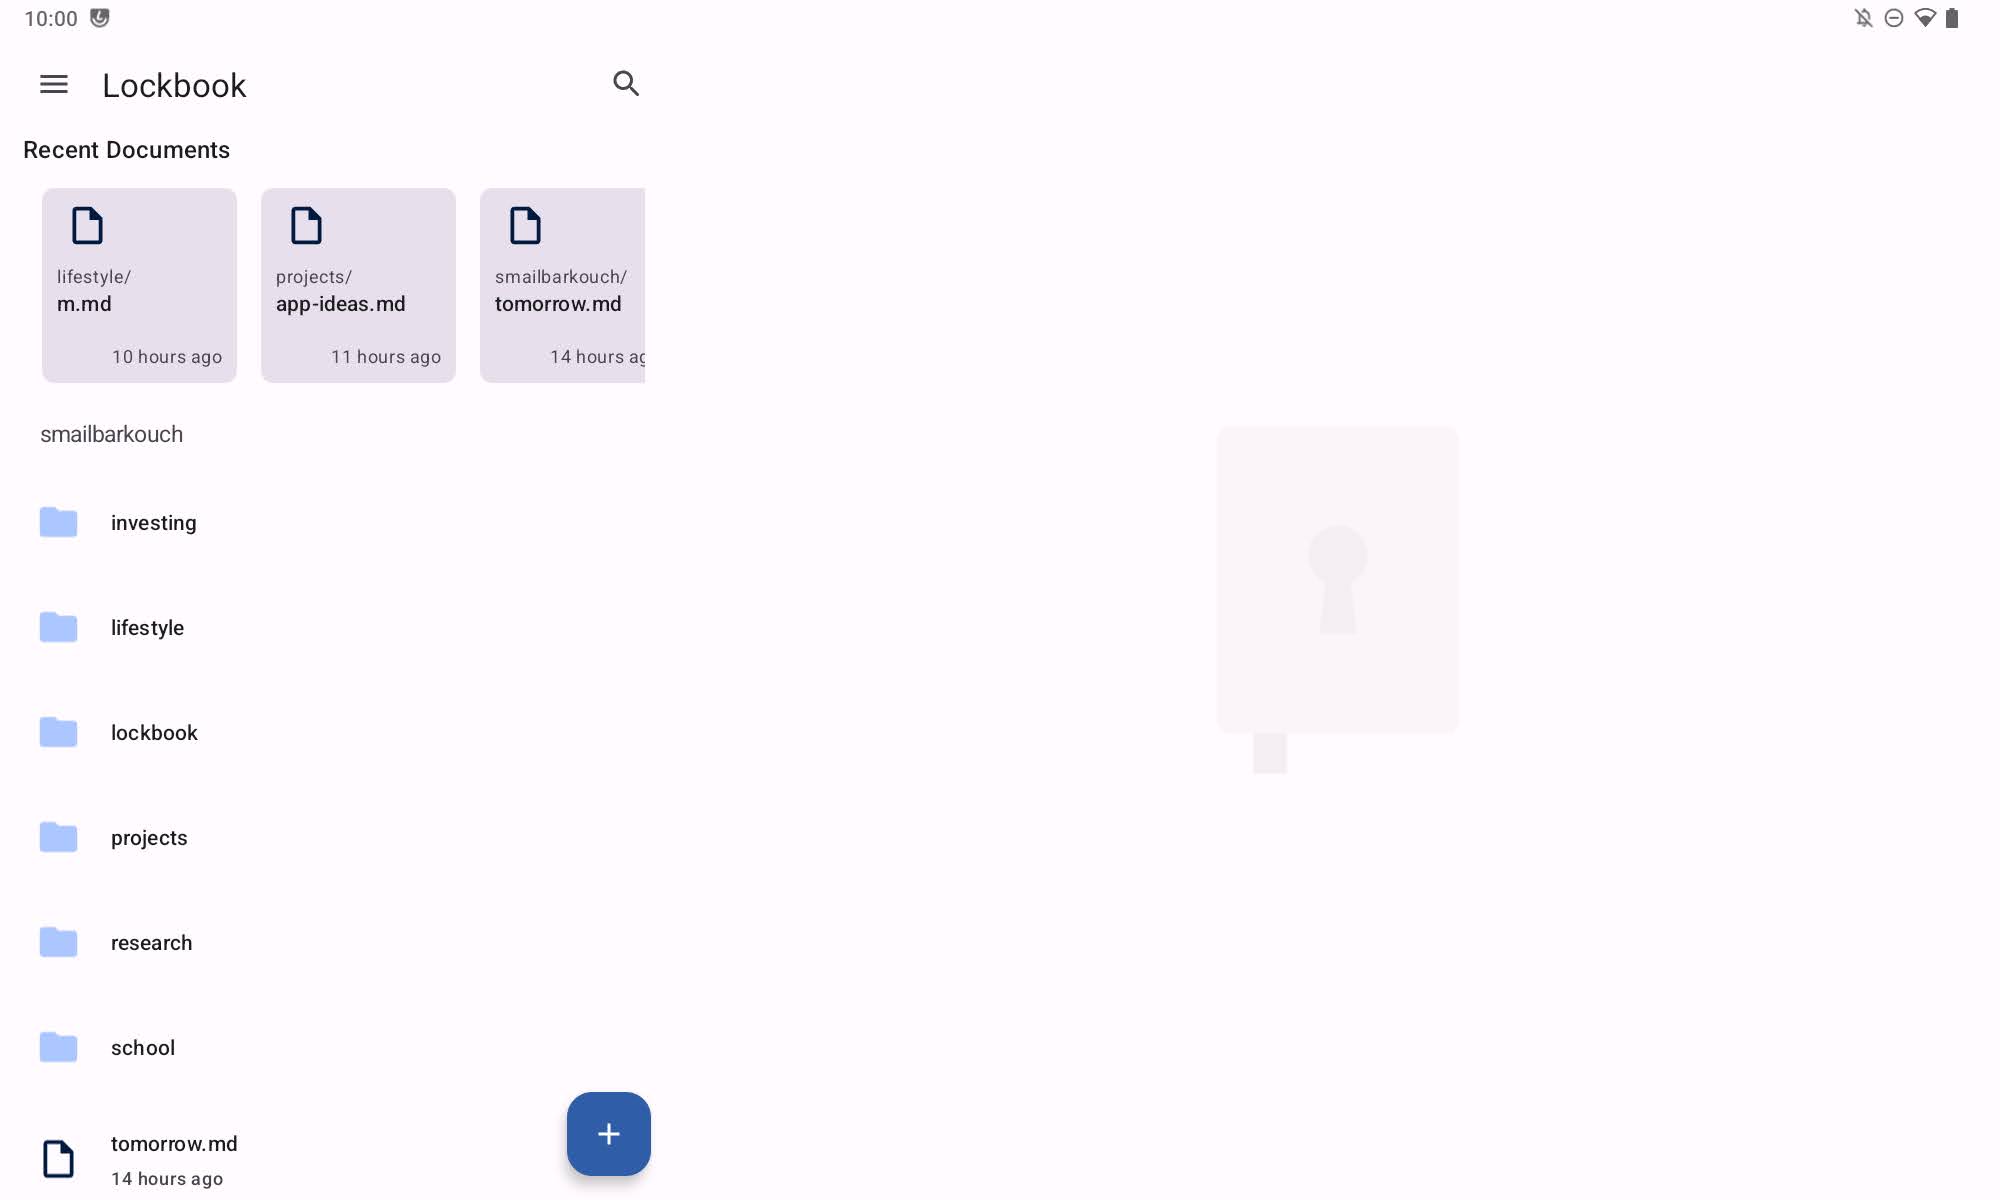 10:00
Lockbook
Recent Documents
lifestyle/
m.md
10 hours ago
projects/
app-ideas.md
11 hours ago
smailbarkouch/
tomorrow.md
14 hours ag
smailbarkouch
investing
lifestyle
lockbook
projects
research
school
tomorrow.md
14 hours ago